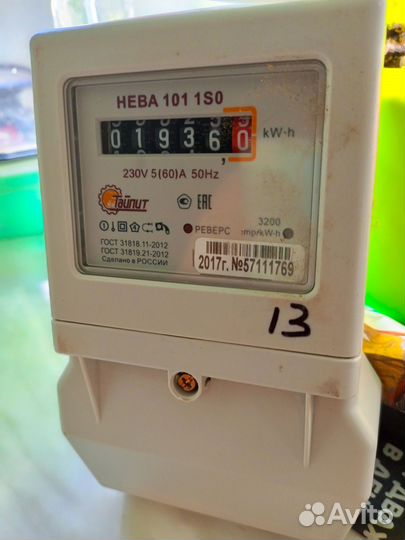 НЕВА 101 1S0
019360 kW·h
230V 5(60)A 50Hz
Тайпит
ЕАС
3200
РЕВЕРС imp/kW·h
ГОСТ 31818.11-2012
ГОСТ 31819.21-2012
Сделано в РОССИИ
2017г. №57111769
13
Avito